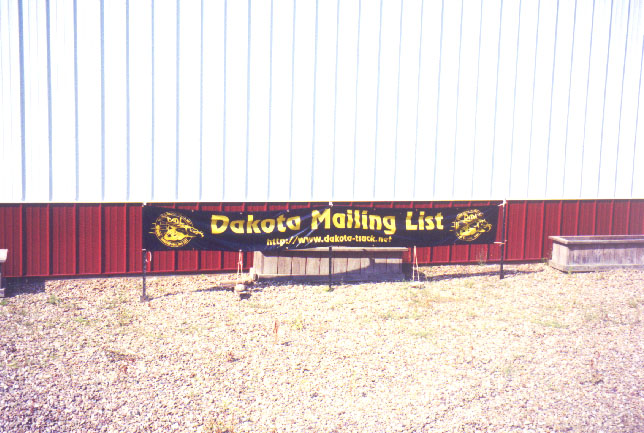 Dakota Mailing List
http://www.dakota-truck.net